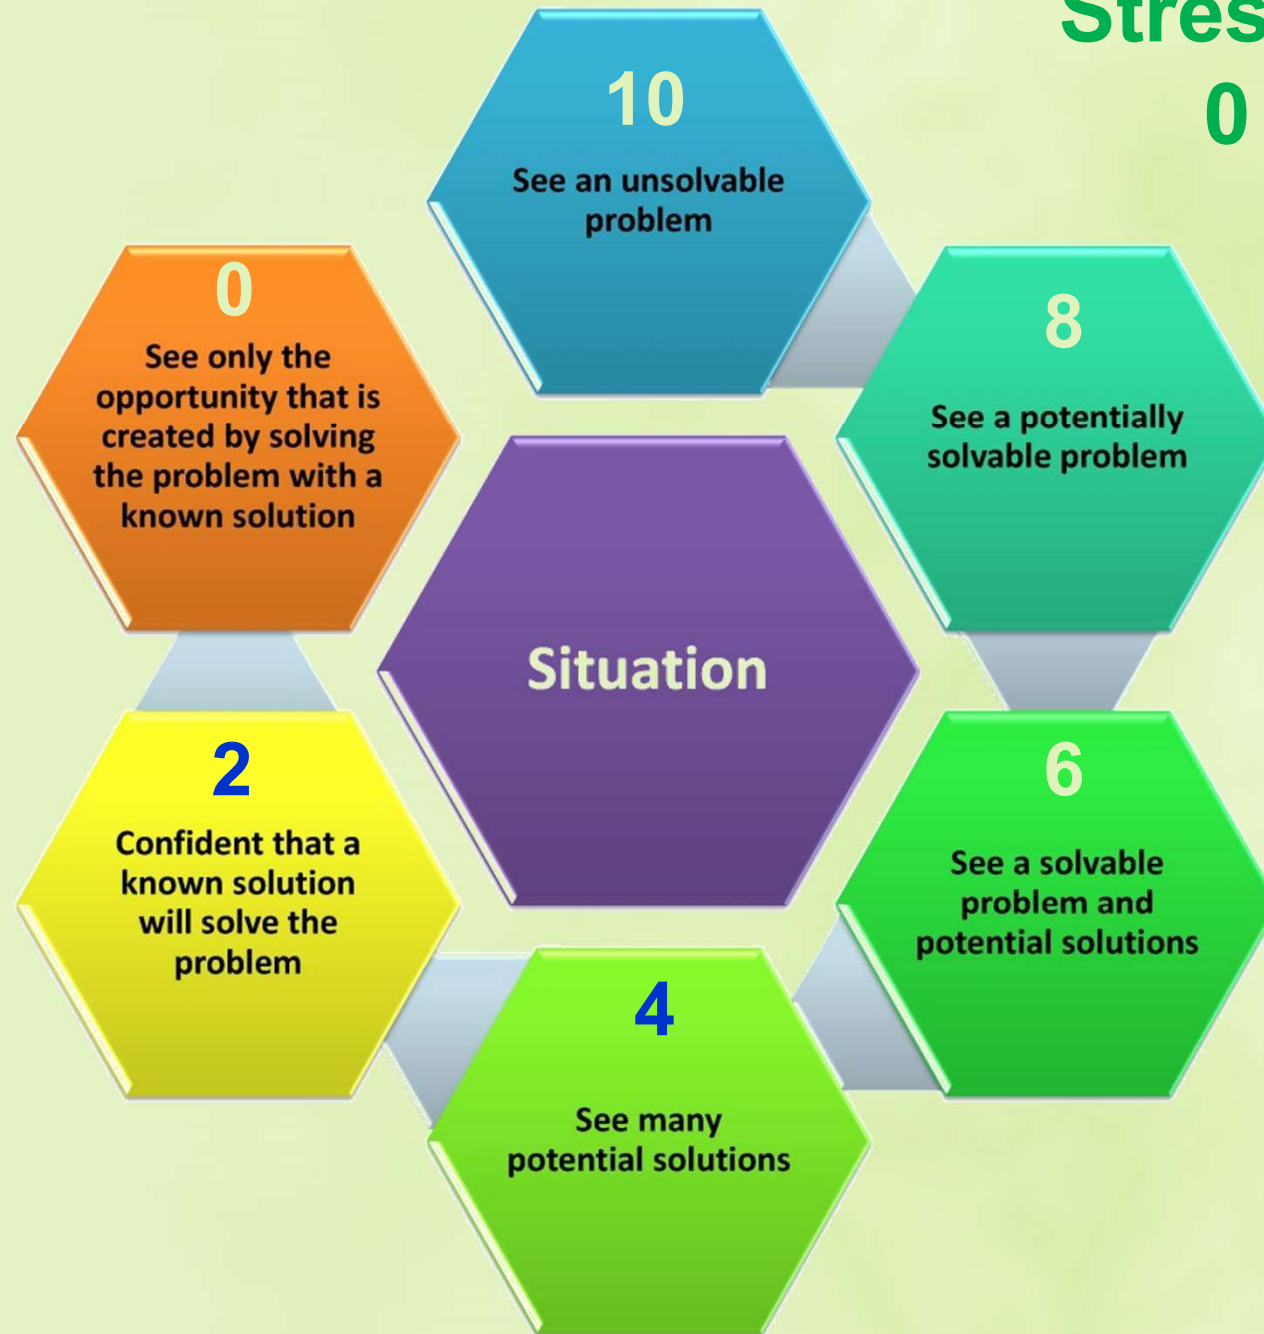 Stres
0
10
See an unsolvable
problem
8
See a potentially
solvable problem
6
See a solvable
problem and
potential solutions
4
See many
potential solutions
2
Confident that a
known solution
will solve the
problem
0
See only the
opportunity that is
created by solving
the problem with a
known solution
Situation